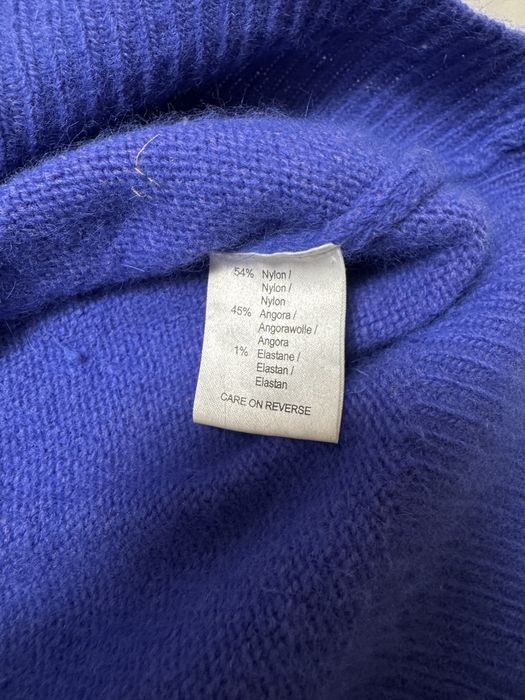 54% Nylon /
Nylon /
Nylon
45% Angora /
Angorawolle /
Angora
1% Elastane /
Elastan /
Elastan
CARE ON REVERSE